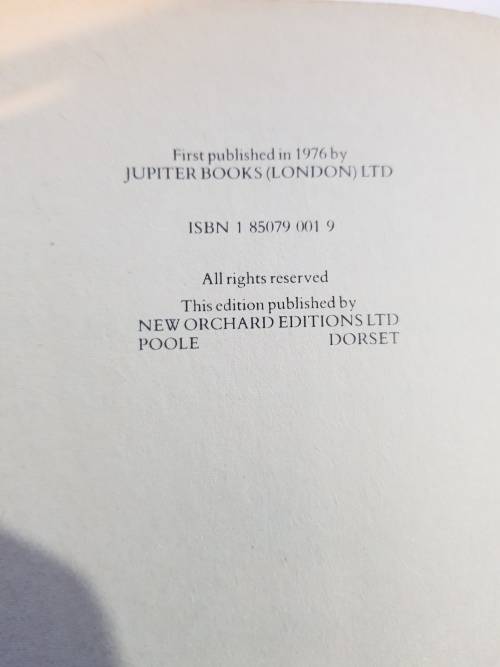 First published in 1976 by
JUPITER BOOKS (LONDON) LTD
ISBN 1 85079 001 9
All rights reserved
This edition published by
NEW ORCHARD EDITIONS LTD
POOLE DORSET